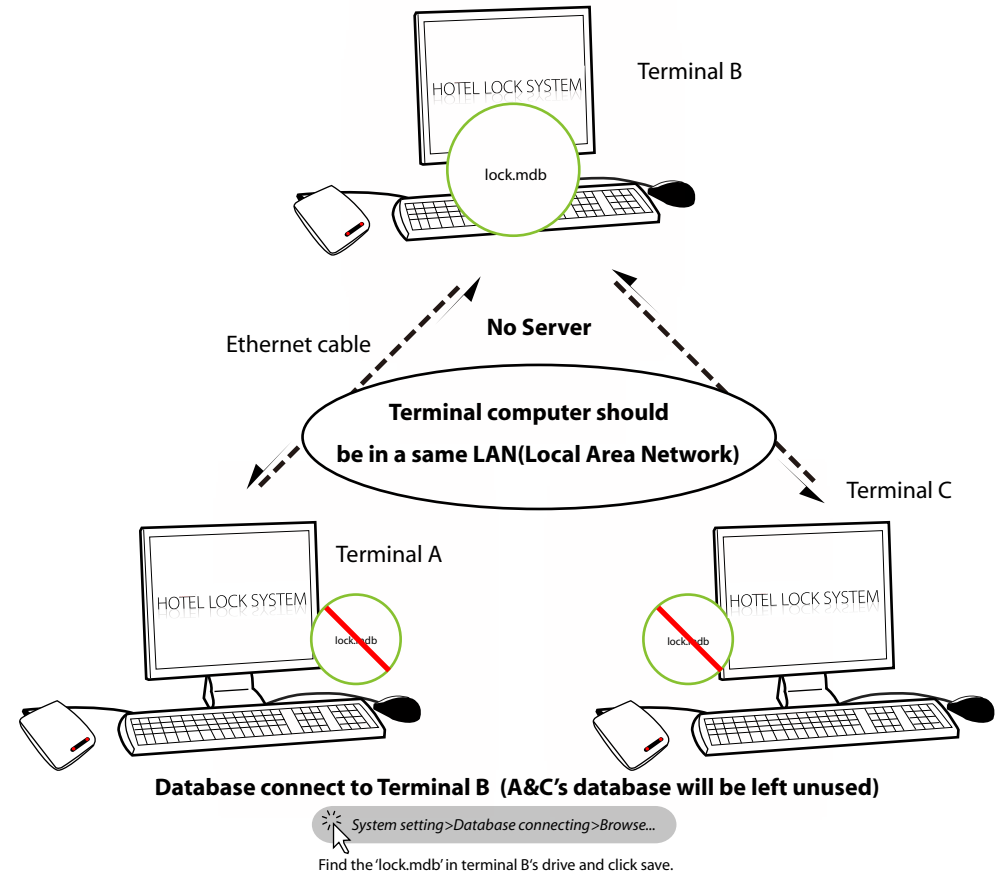 Terminal B
HOTEL LOCK SYSTEM
lock.mdb
No Server
Ethernet cable
Terminal computer should
be in a same LAN(Local Area Network)
Terminal C
Terminal A
HOTEL LOCK SYSTEM
lock.mdb
lock.mdb
HOTEL LOCK SYSTEM
Database connect to Terminal B (A&C’s database will be left unused)
System setting>Database connecting>Browse...
Find the ‘lock.mdb’ in terminal B’s drive and click save.